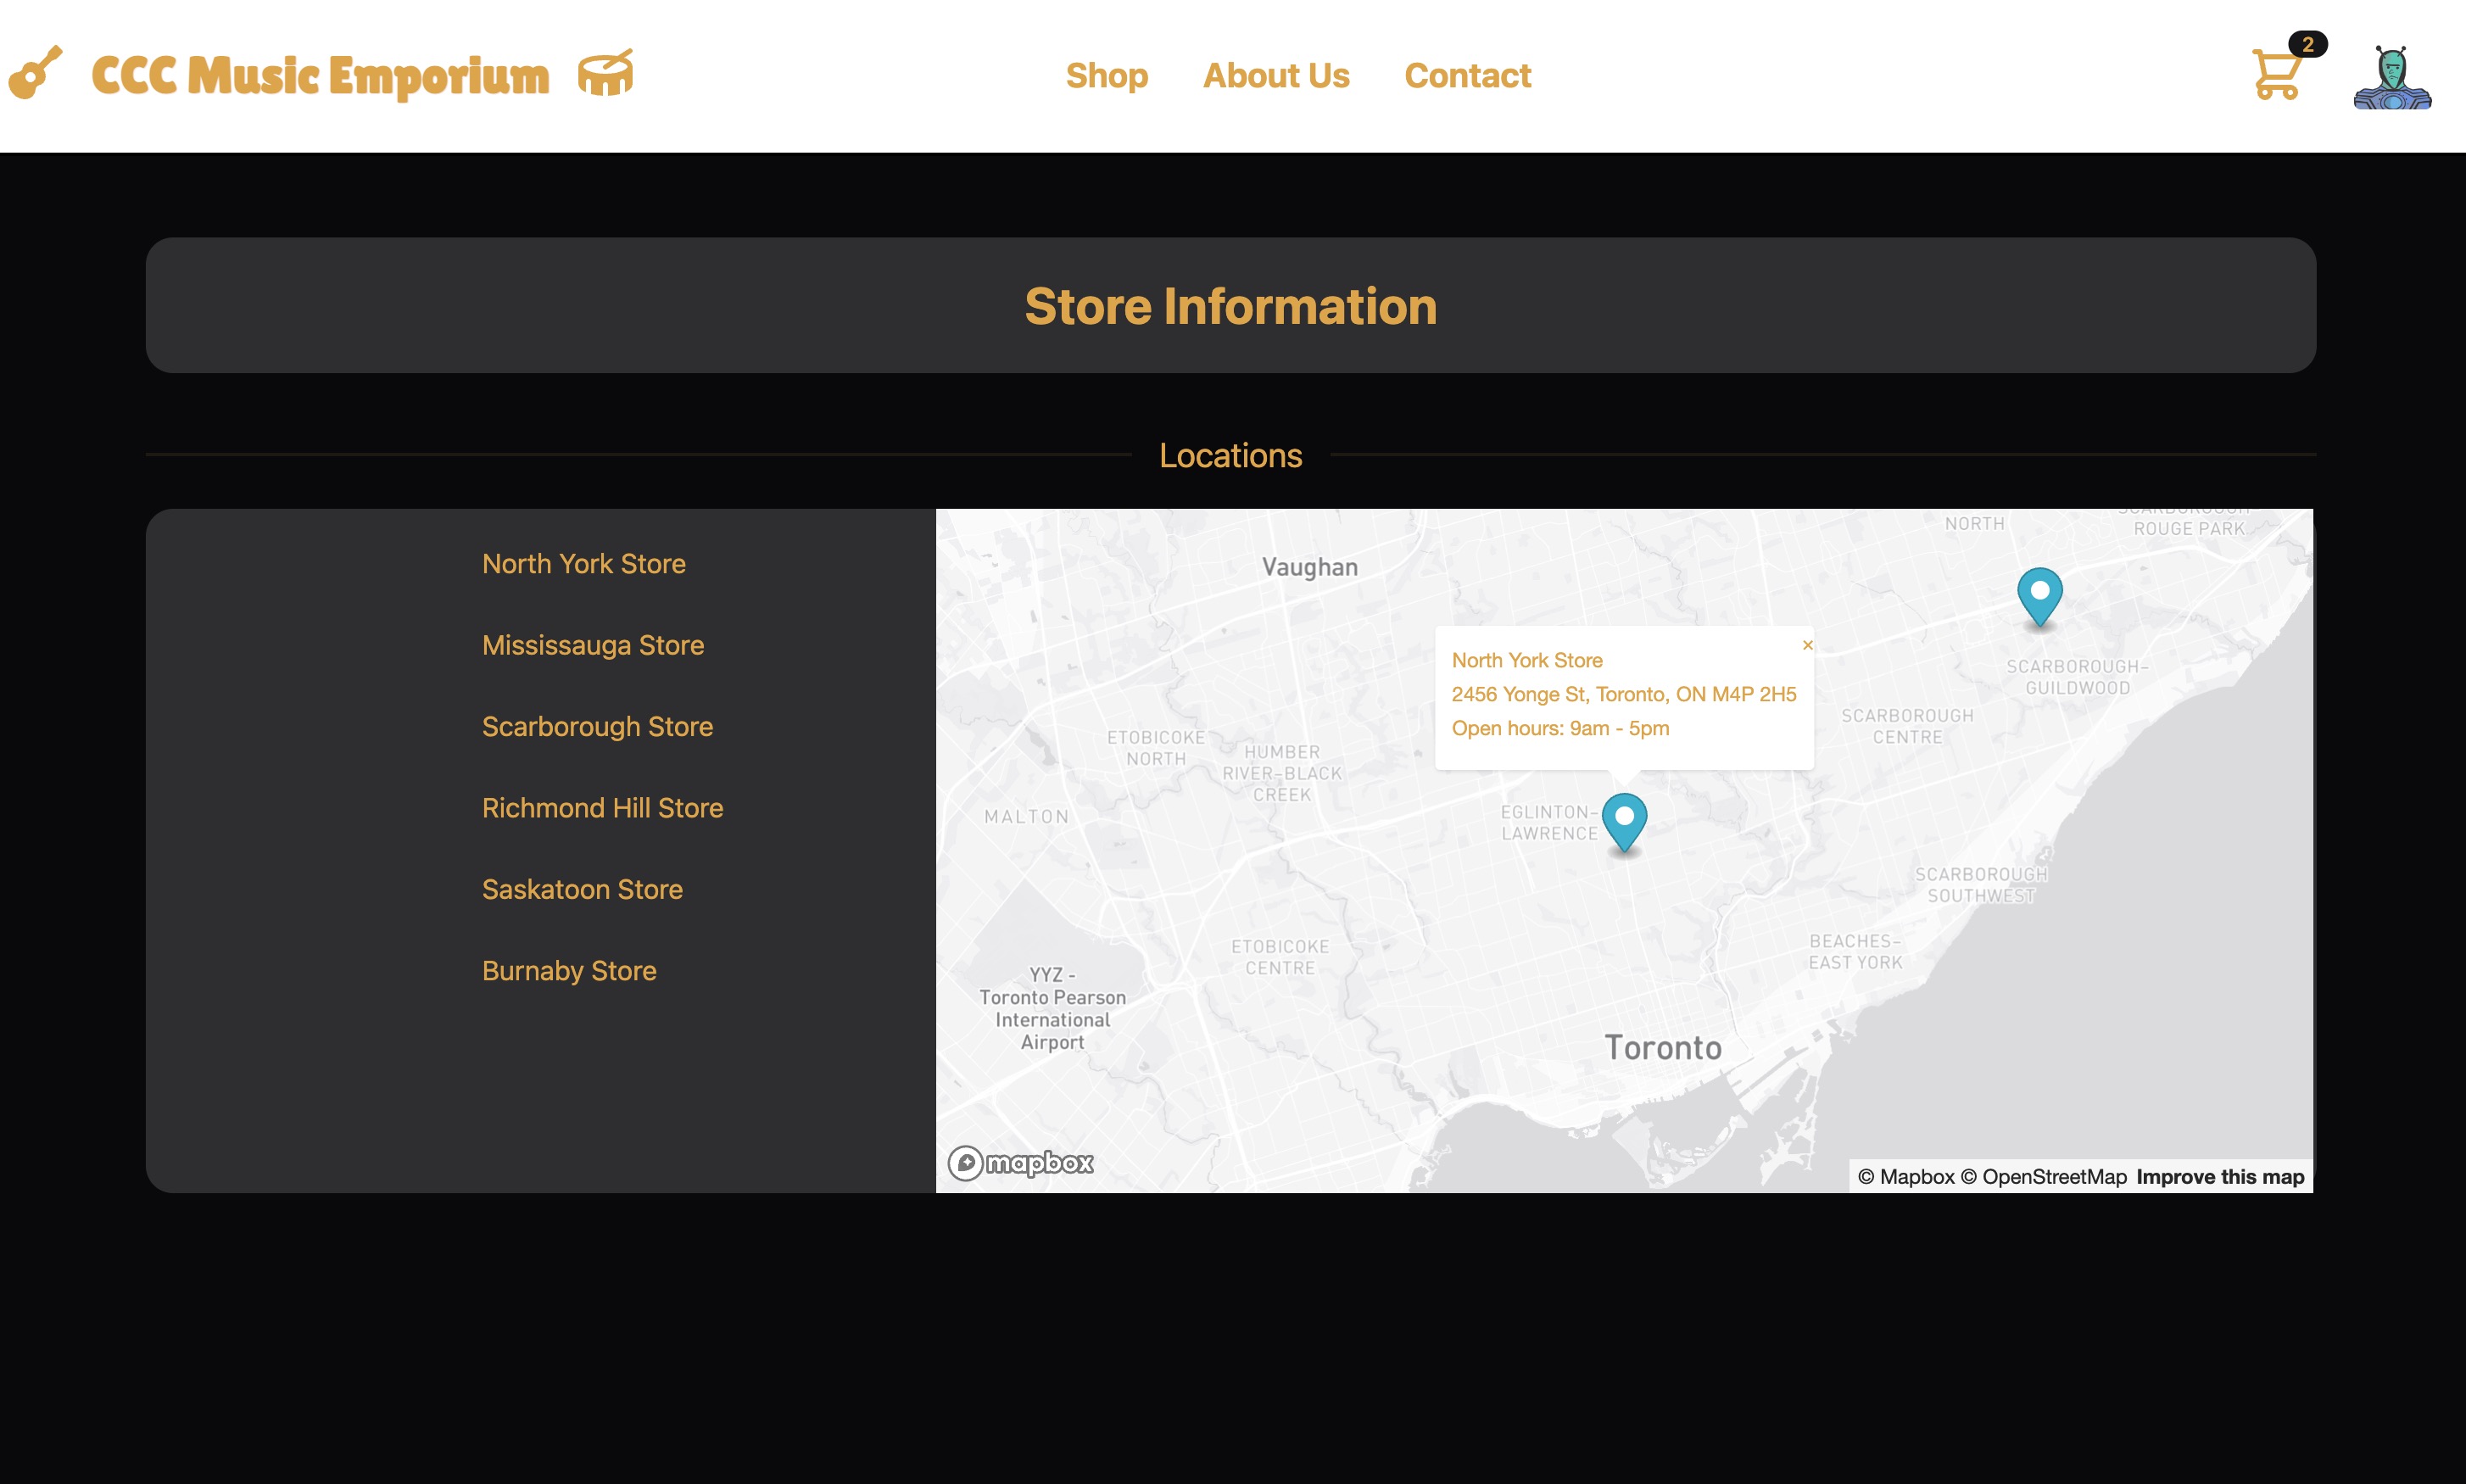 CCC Music Emporium
Shop
About Us
Contact
2
Store Information
Locations
North York Store
Mississauga Store
Scarborough Store
Richmond Hill Store
Saskatoon Store
Burnaby Store
NORTH
SCARBOROUGH-
ROUGE PARK
Vaughan
×
North York Store
2456 Yonge St, Toronto, ON M4P 2H5
Open hours: 9am - 5pm
SCARBOROUGH-
GUILDWOOD
SCARBOROUGH
CENTRE
ETOBICOKE
NORTH
HUMBER
RIVER-BLACK
CREEK
MALTON
EGLINTON-
LAWRENCE
SCARBOROUGH
SOUTHWEST
ETOBICOKE
CENTRE
BEACHES-
EAST YORK
YYZ -
Toronto Pearson
International
Airport
Toronto
mapbox
© Mapbox © OpenStreetMap Improve this map